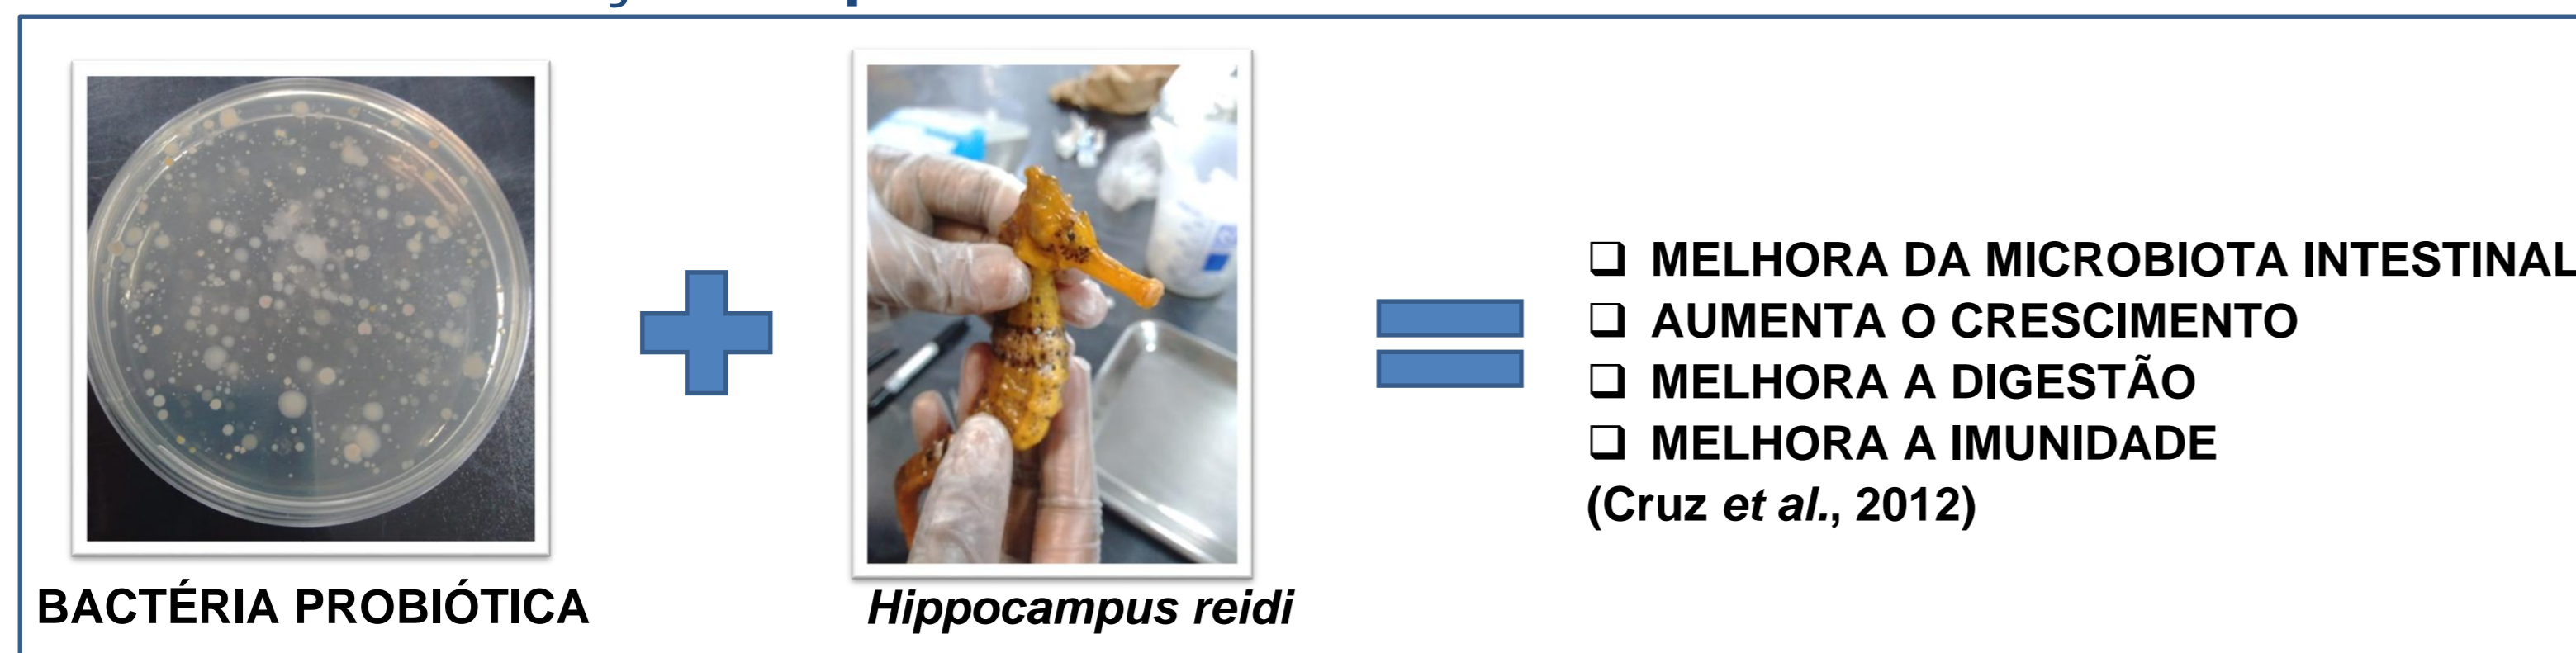 MELHORA DA MICROBIOTA INTESTINAL
AUMENTA O CRESCIMENTO
MELHORA A DIGESTÃO
MELHORA A IMUNIDADE
(Cruz et al., 2012)
BACTÉRIA PROBIÓTICA
Hippocampus reidi